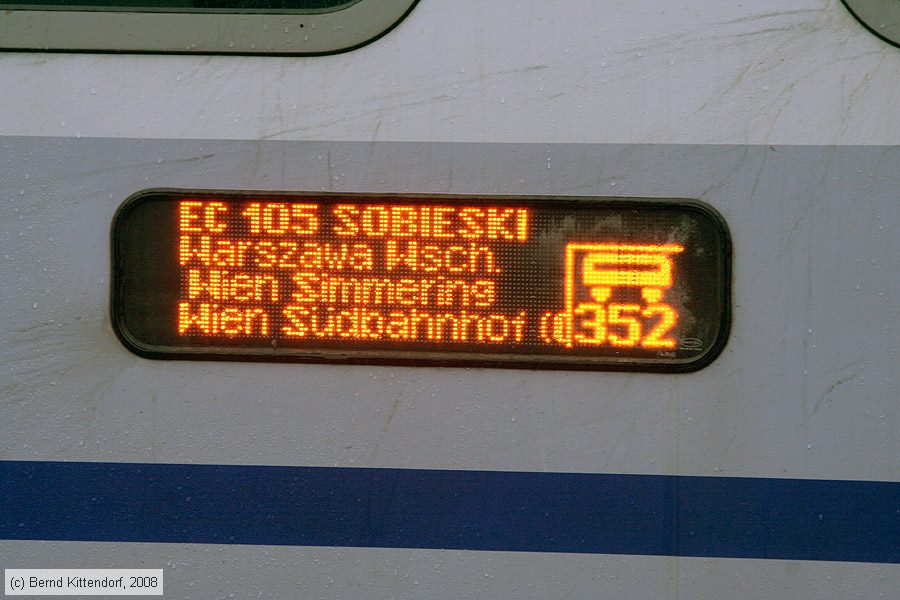 EC 105 SOBIESKI
Warszawa Wsch.
Wien Simmering
Wien Südbahnhof (d
352
(c) Bernd Kittendorf, 2008